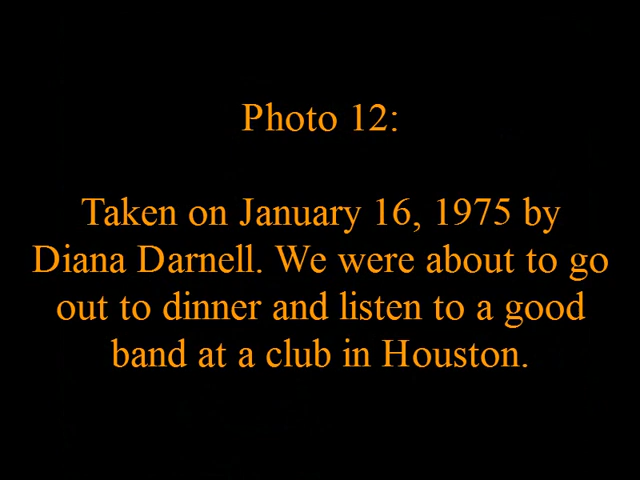 Photo 12:
Taken on January 16, 1975 by
Diana Darnell. We were about to go
out to dinner and listen to a good
band at a club in Houston.